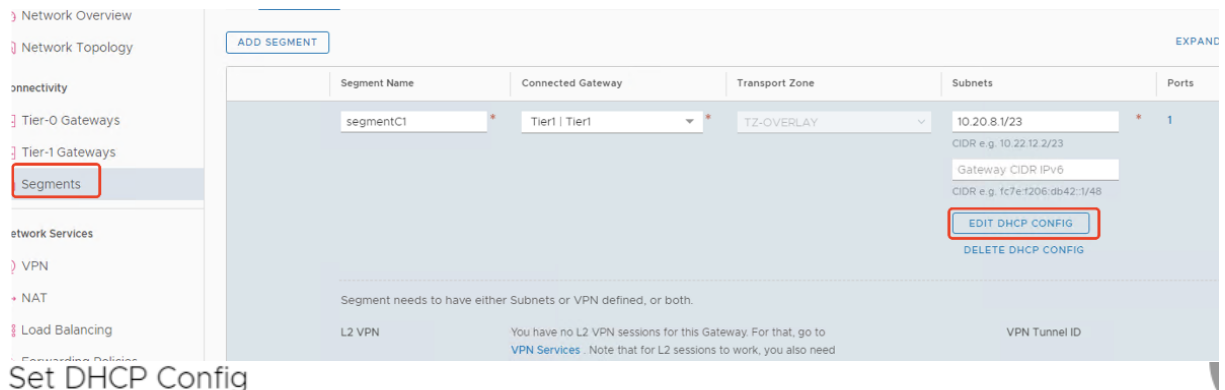 Network Overview
Network Topology
ADD SEGMENT
EXPAND
Segment Name
Connected Gateway
Transport Zone
Subnets
Ports
onnectivity
Tier-0 Gateways
Tier-1 Gateways
Segments
segmentC1 *
Tier1 | Tier1 *
TZ-OVERLAY
10.20.8.1/23 *
1
CIDR e.g. 10.22.12.2/23
Gateway CIDR IPv6
CIDR e.g. fc7e:f206:db42::1/48
EDIT DHCP CONFIG
DELETE DHCP CONFIG
etwork Services
VPN
NAT
Load Balancing
Forwarding Policies
Segment needs to have either Subnets or VPN defined, or both.
L2 VPN
You have no L2 VPN sessions for this Gateway. For that, go to
VPN Services . Note that for L2 sessions to work, you also need
VPN Tunnel ID
Set DHCP Config